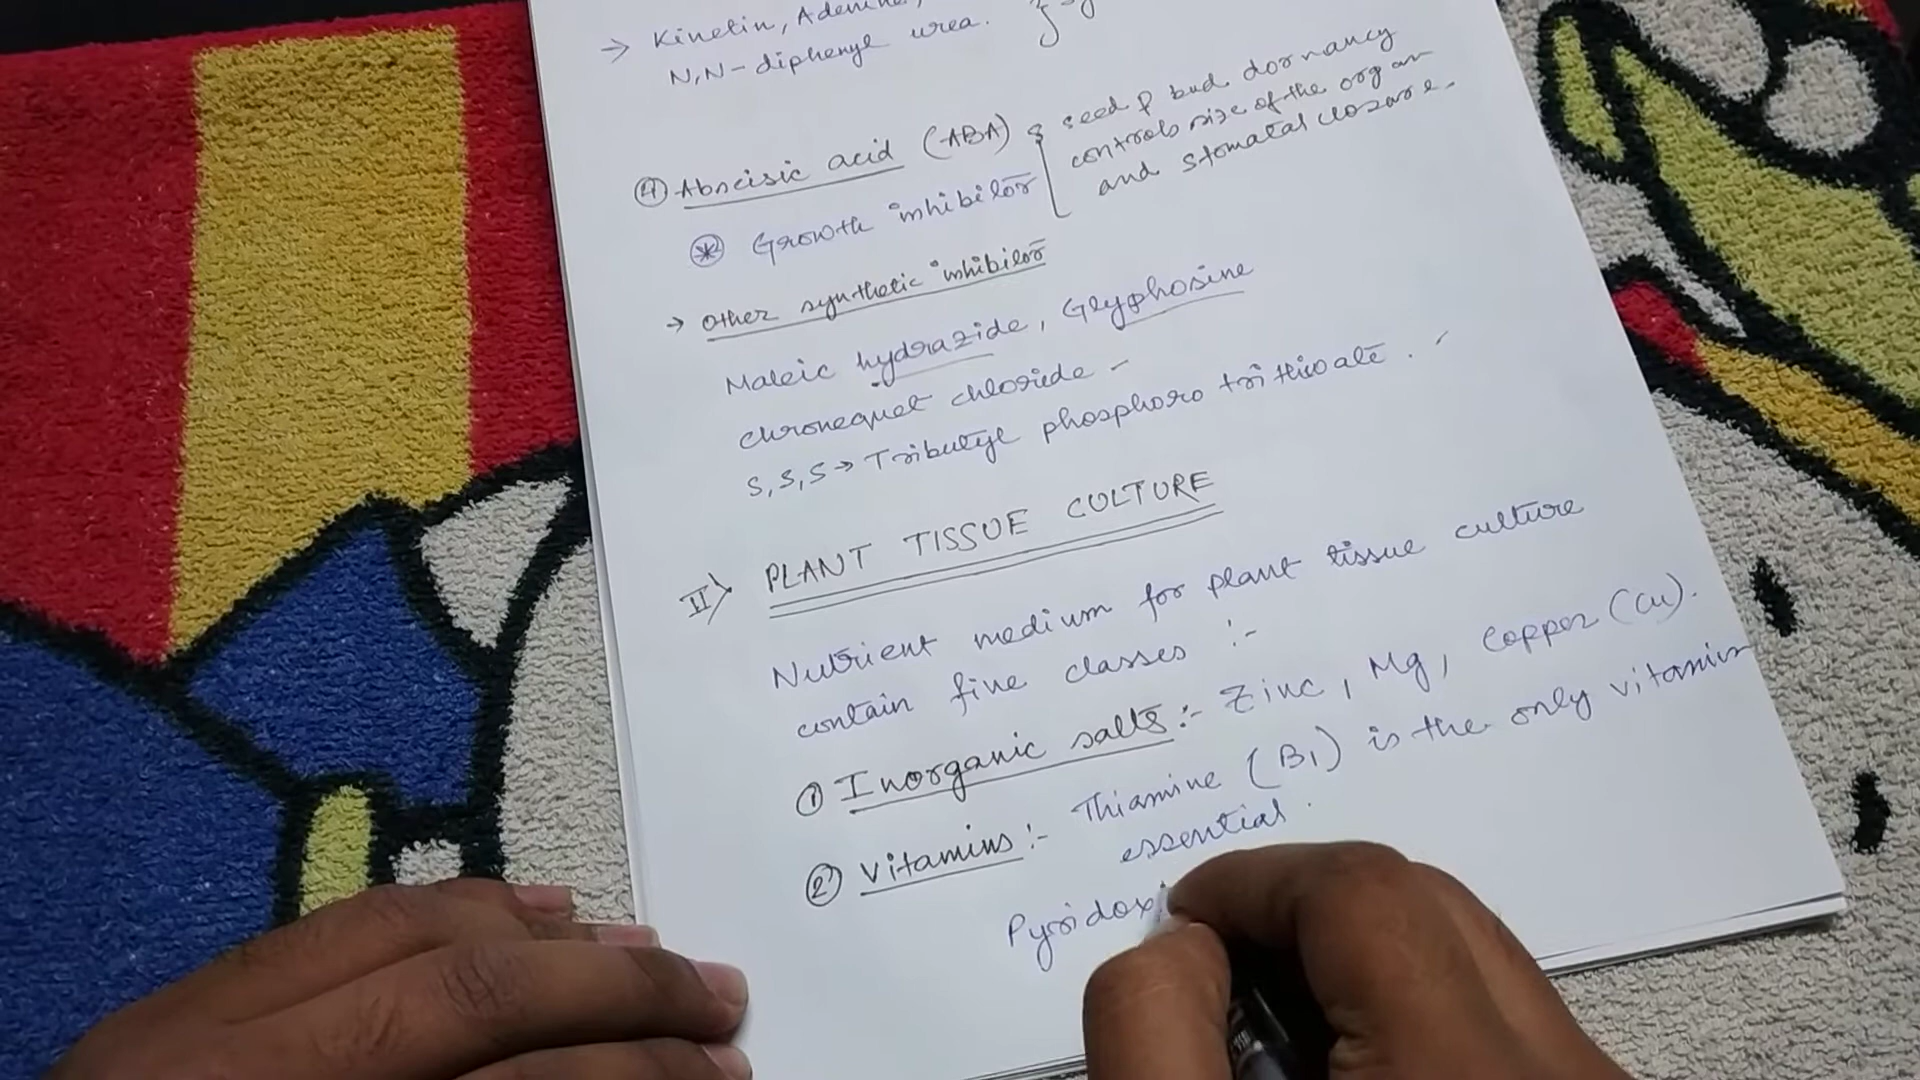 → Kinetin, Adenine,
N,N-diphenyl urea.
④ Abscisic acid (ABA)
seed & bud dormancy
controls size of the organ
and stomatal closure.
⊛ Growth inhibitor
→ Other synthetic inhibitor
Maleic hydrazide, Glyphosine
chloride -
S,S,S → Tributyl phosphoro trithioate.
II) PLANT TISSUE CULTURE
Nutrient medium for plant tissue culture
contain five classes :-
① Inorganic salts :- Zinc, Mg, Copper (Cu).
② Vitamins :- Thiamine (B1) is the only vitamin
essential.
Pyridox